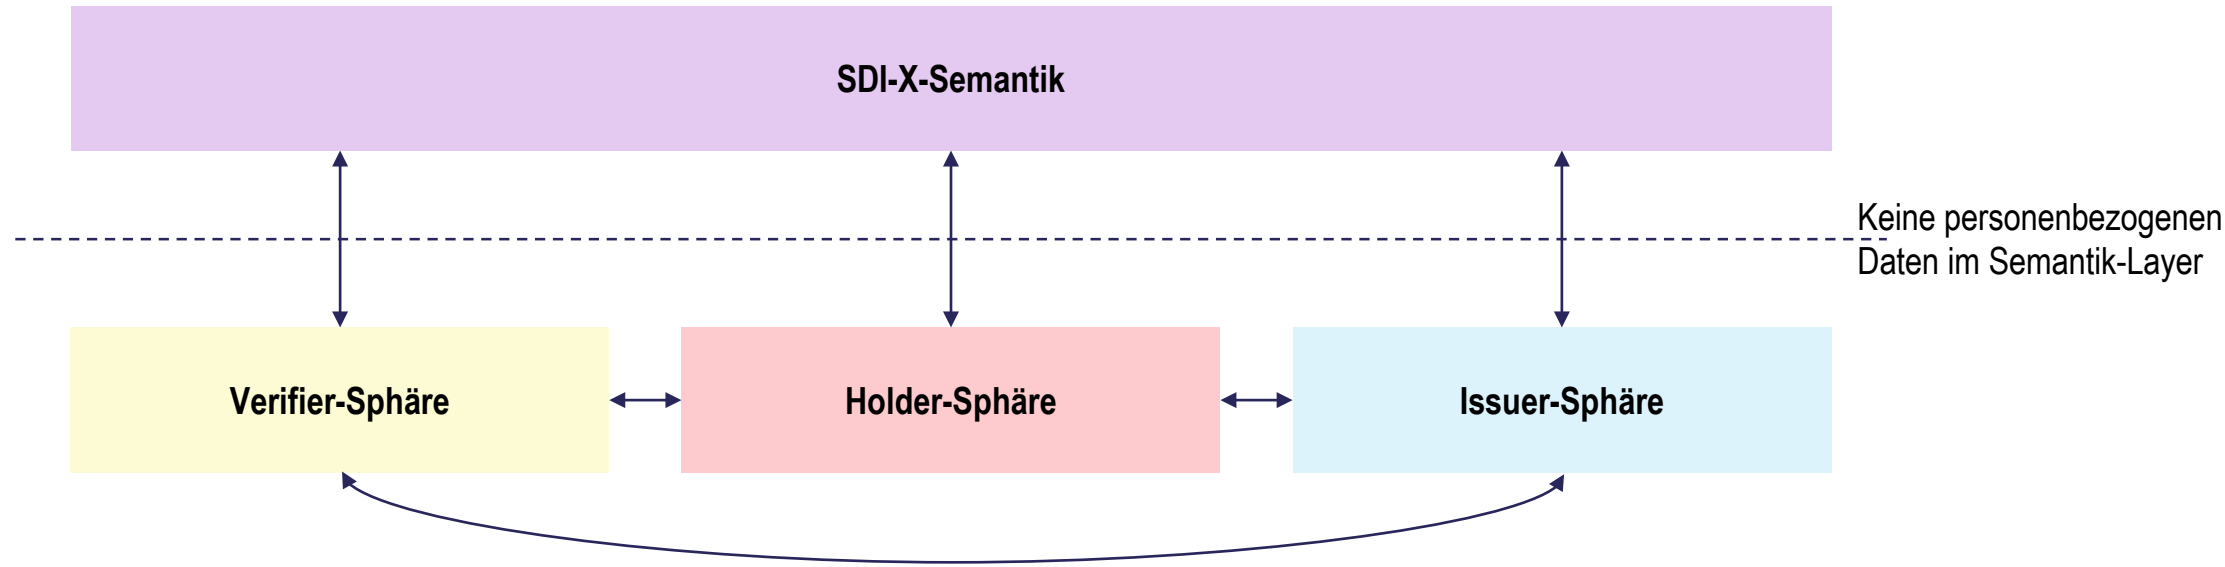 SDI-X-Semantik
Keine personenbezogenen
Daten im Semantik-Layer
Verifier-Sphäre
Holder-Sphäre
Issuer-Sphäre